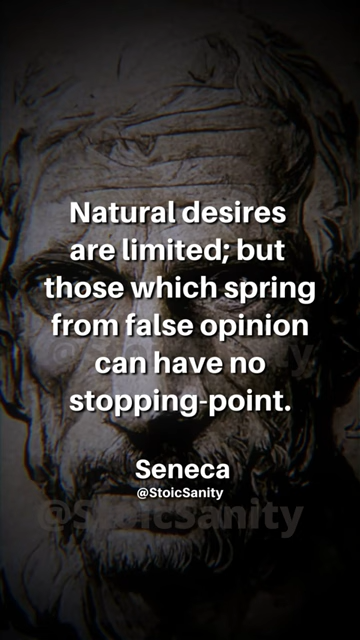 Natural desires
are limited; but
those which spring
from false opinion
can have no
stopping-point.
Seneca
@StoicSanity
@StoicSanity